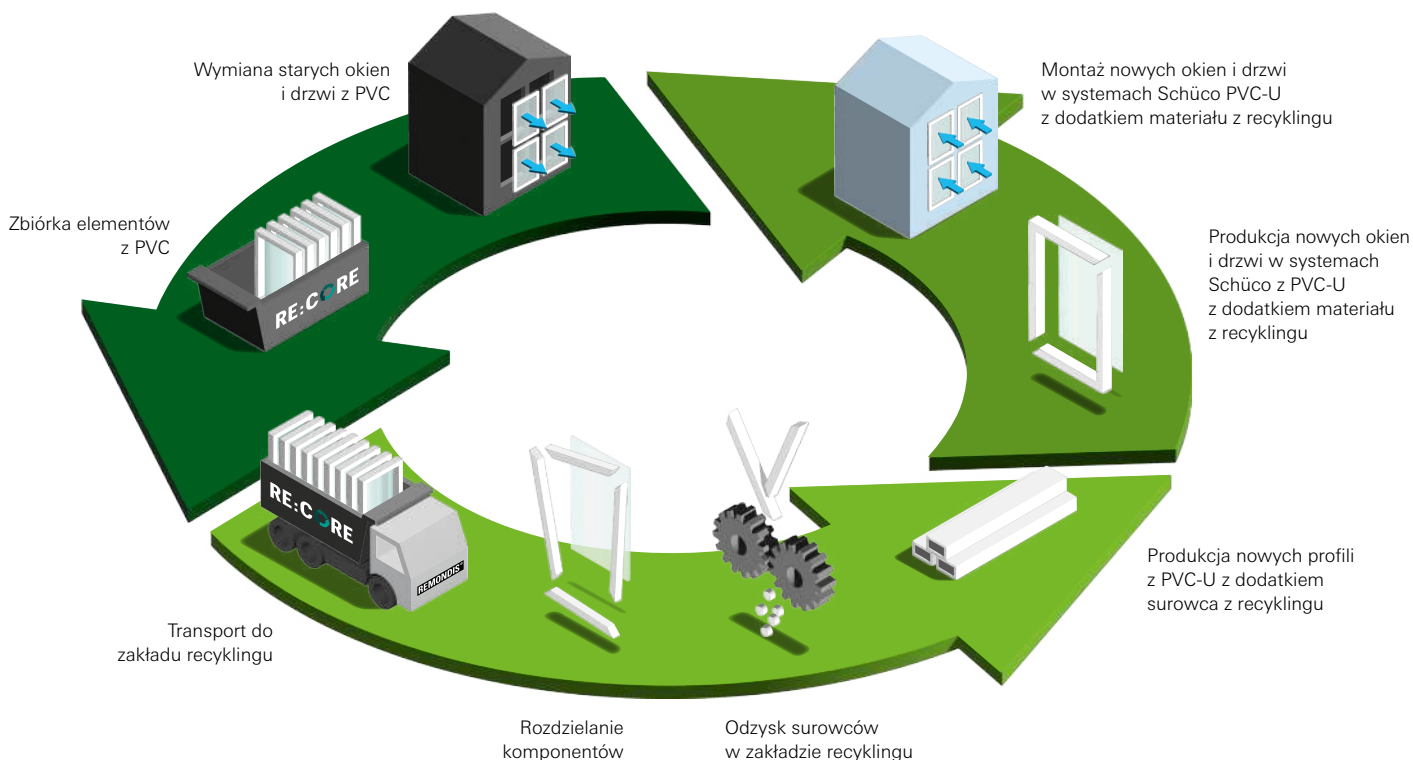 Wymiana starych okien
i drzwi z PVC
Zbiórka elementów
z PVC
RE:CORE
RE:CORE
REMONDIS
Transport do
zakładu recyklingu
Rozdzielanie
komponentów
Odzysk surowców
w zakładzie recyklingu
Produkcja nowych profili
z PVC-U z dodatkiem
surowca z recyklingu
Produkcja nowych okien
i drzwi w systemach
Schüco z PVC-U
z dodatkiem materiału
z recyklingu
Montaż nowych okien i drzwi
w systemach Schüco PVC-U
z dodatkiem materiału z recyklingu